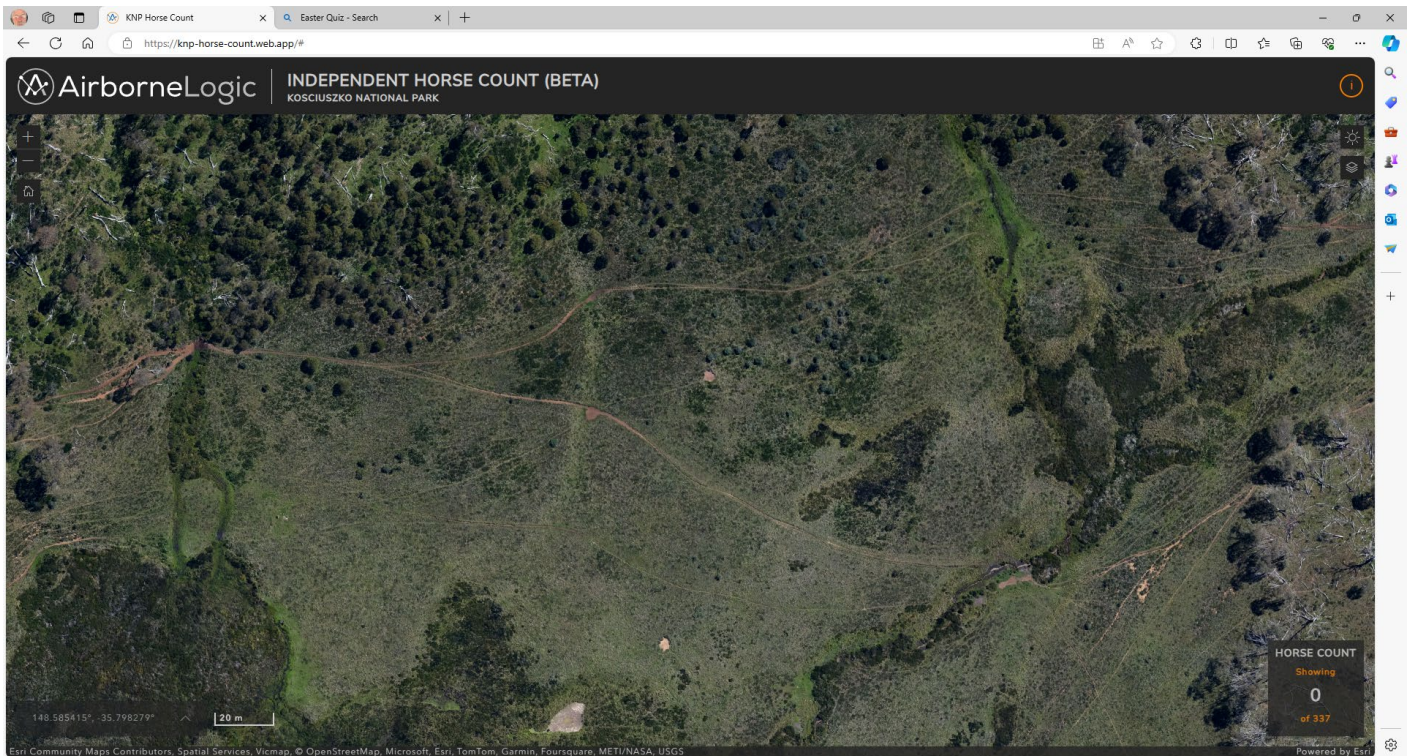 KNP Horse Count
Easter Quiz - Search
https://knp-horse-count.web.app/#
AirborneLogic
INDEPENDENT HORSE COUNT (BETA)
KOSCIUSZKO NATIONAL PARK
HORSE COUNT
Showing
0
of 337
148.585415°, -35.798279°
20 m
Esri Community Maps Contributors, Spatial Services, Vicmap, © OpenStreetMap, Microsoft, Esri, TomTom, Garmin, Foursquare, METI/NASA, USGS
Powered by Esri